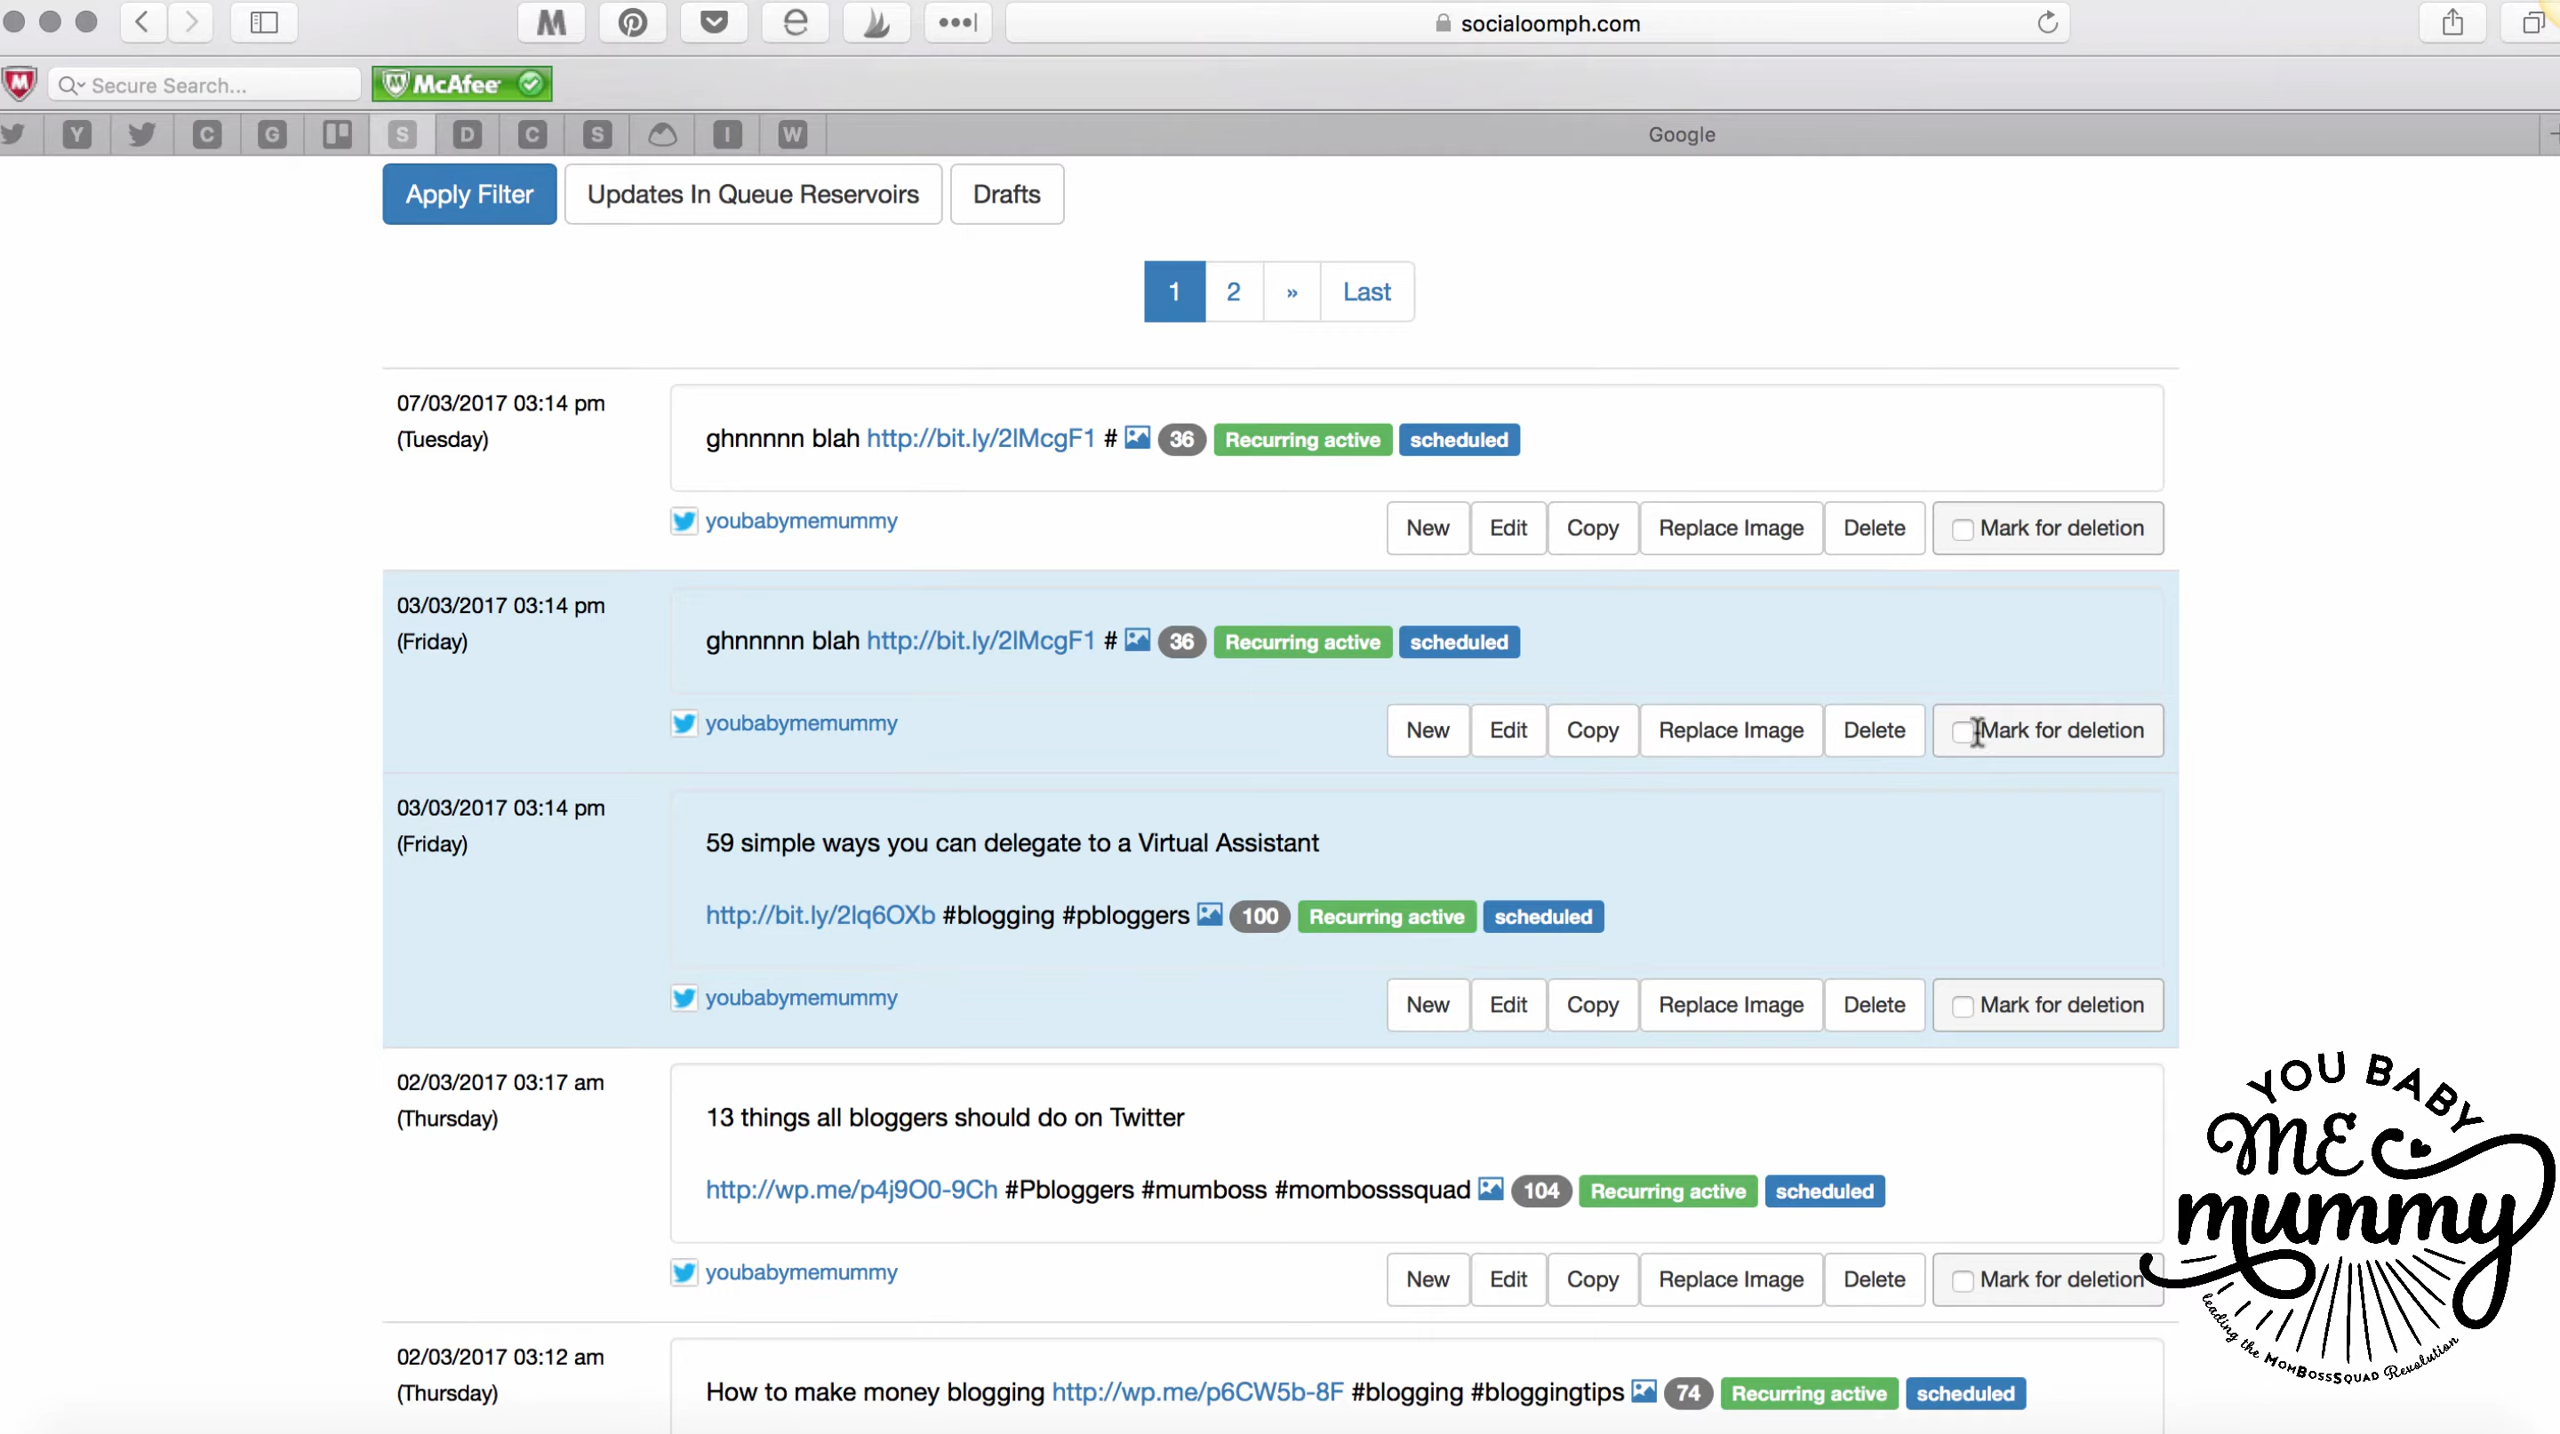 socialoomph.com
Secure Search...
McAfee
Y C G S D C S I W Google
Apply Filter Updates In Queue Reservoirs Drafts
1 2 » Last
07/03/2017 03:14 pm
(Tuesday)
ghnnnnn blah http://bit.ly/2lMcgF1 # 36 Recurring active scheduled
youbabymemummy New Edit Copy Replace Image Delete Mark for deletion
03/03/2017 03:14 pm
(Friday)
ghnnnnn blah http://bit.ly/2lMcgF1 # 36 Recurring active scheduled
youbabymemummy New Edit Copy Replace Image Delete Mark for deletion
03/03/2017 03:14 pm
(Friday)
59 simple ways you can delegate to a Virtual Assistant
http://bit.ly/2lq6OXb #blogging #pbloggers 100 Recurring active scheduled
youbabymemummy New Edit Copy Replace Image Delete Mark for deletion
02/03/2017 03:17 am
(Thursday)
13 things all bloggers should do on Twitter
http://wp.me/p4j9O0-9Ch #Pbloggers #mumboss #mombosssquad 104 Recurring active scheduled
youbabymemummy New Edit Copy Replace Image Delete Mark for deletion
02/03/2017 03:12 am
(Thursday)
How to make money blogging http://wp.me/p6CW5b-8F #blogging #bloggingtips 74 Recurring active scheduled
YOU BABY
ME
mummy
leading the MomBossSquad Revolution